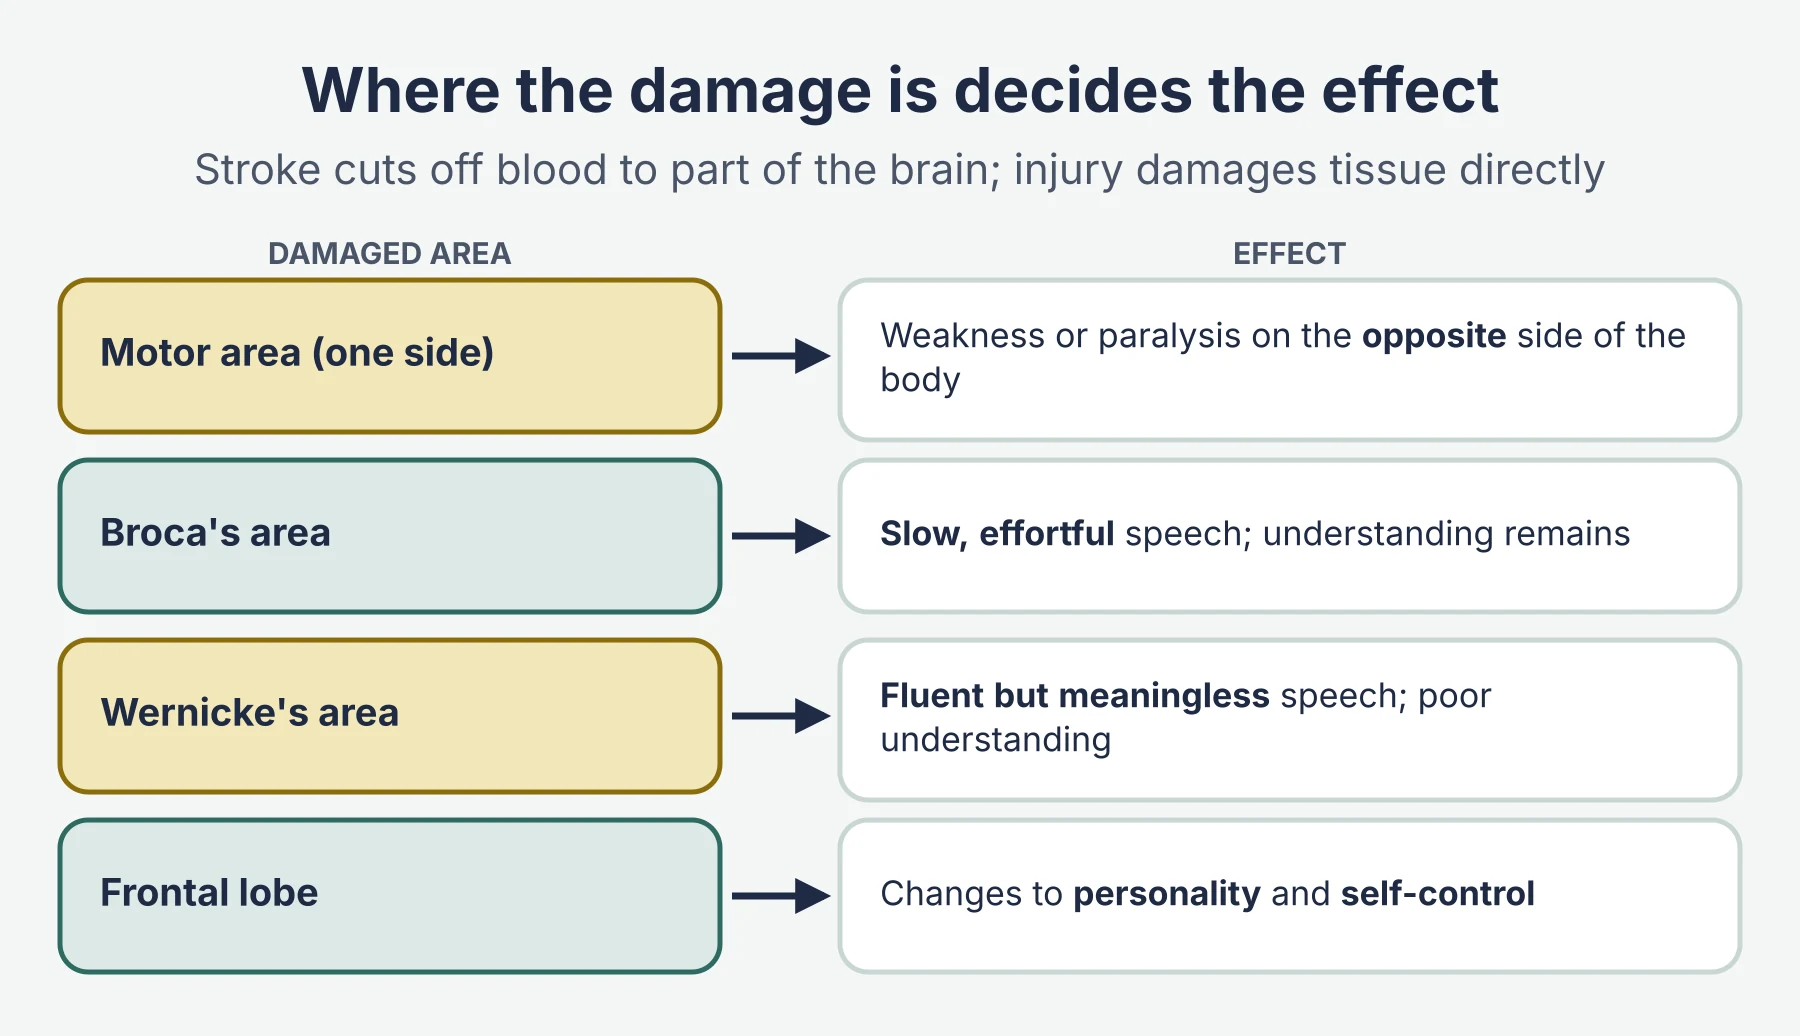 Where the damage is decides the effect
Stroke cuts off blood to part of the brain; injury damages tissue directly
DAMAGED AREA
EFFECT
Motor area (one side)
Weakness or paralysis on the opposite side of the
body
Broca's area
Slow, effortful speech; understanding remains
Wernicke's area
Fluent but meaningless speech; poor
understanding
Frontal lobe
Changes to personality and self-control